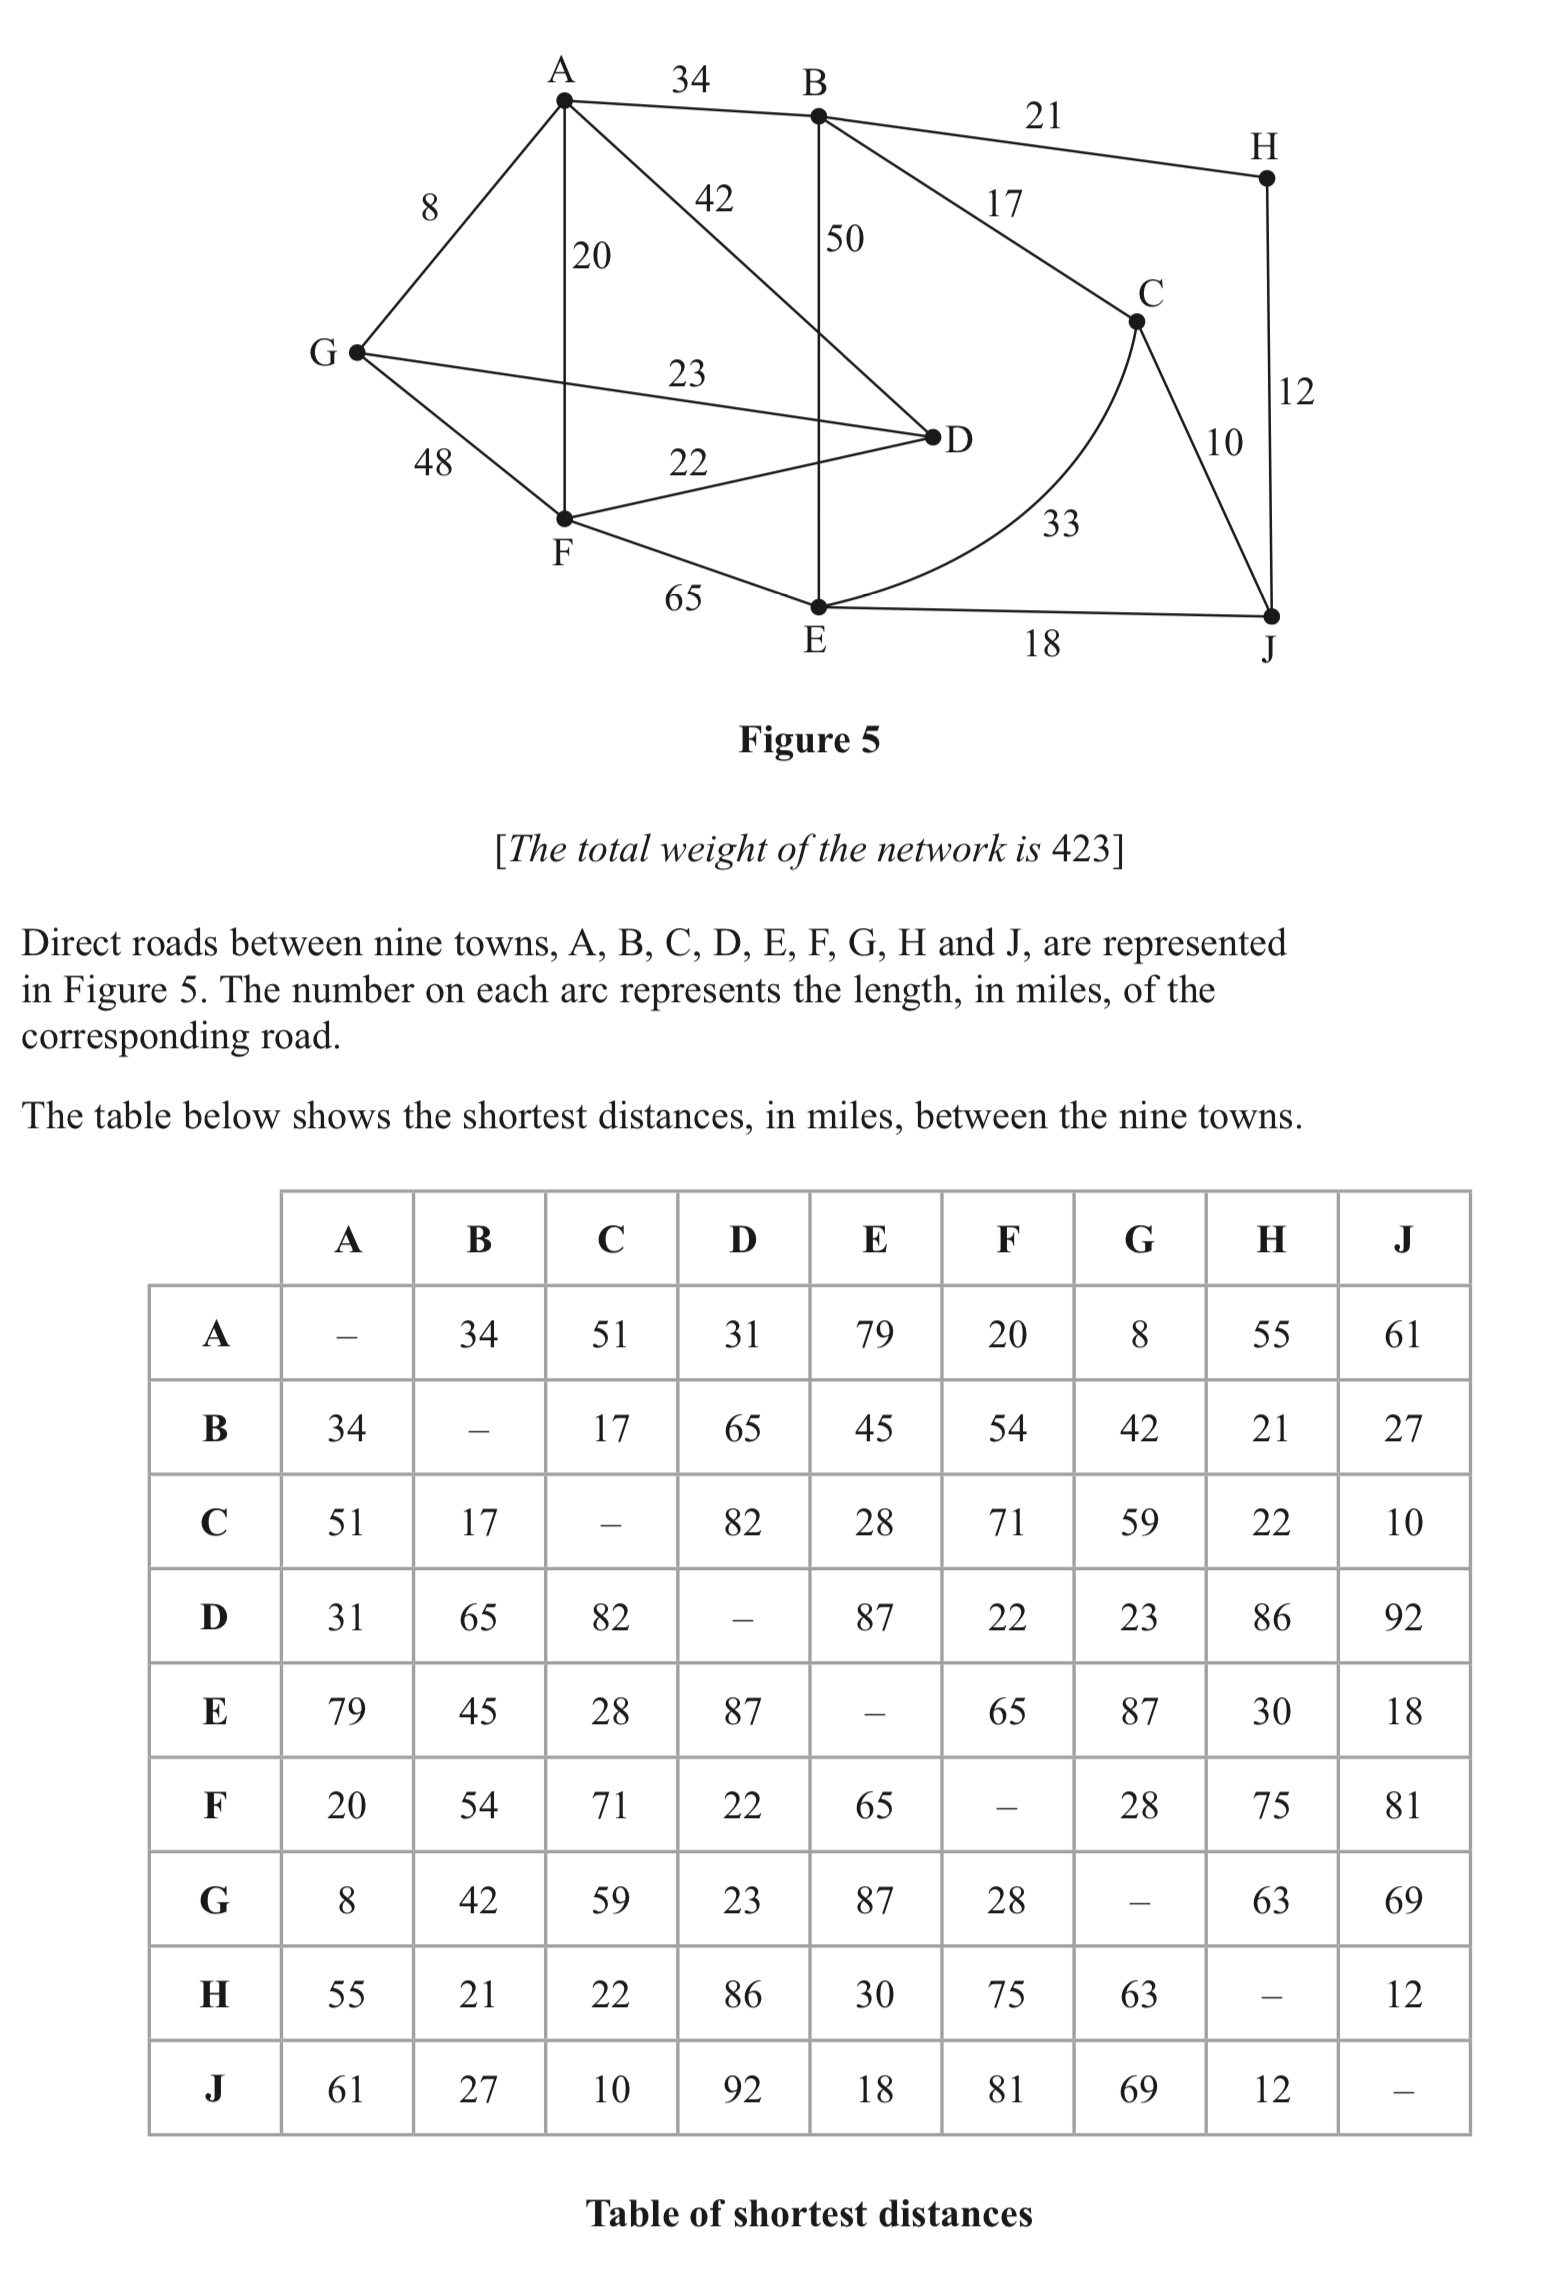 A
34
B
21
H
8
42
17
20
50
C
G
23
12
D
10
48
22
33
F
65
E
18
J
Figure 5
[The total weight of the network is 423]
Direct roads between nine towns, A, B, C, D, E, F, G, H and J, are represented
in Figure 5. The number on each arc represents the length, in miles, of the
corresponding road.
The table below shows the shortest distances, in miles, between the nine towns.
A B C D E F G H J
A – 34 51 31 79 20 8 55 61
B 34 – 17 65 45 54 42 21 27
C 51 17 – 82 28 71 59 22 10
D 31 65 82 – 87 22 23 86 92
E 79 45 28 87 – 65 87 30 18
F 20 54 71 22 65 – 28 75 81
G 8 42 59 23 87 28 – 63 69
H 55 21 22 86 30 75 63 – 12
J 61 27 10 92 18 81 69 12 –
Table of shortest distances